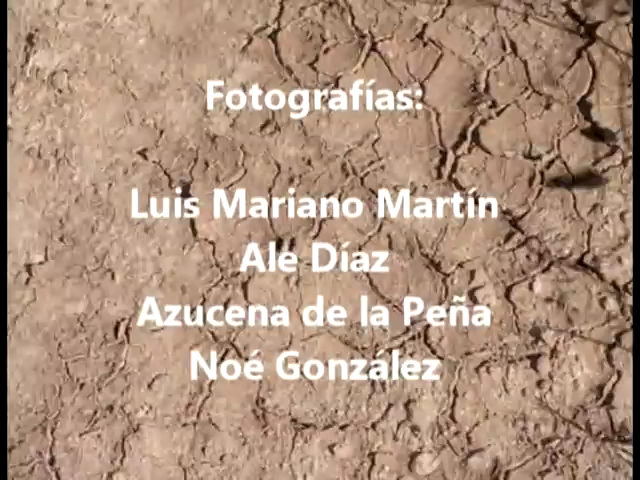 Fotografías:
Luis Mariano Martín
Ale Díaz
Azucena de la Peña
Noé González